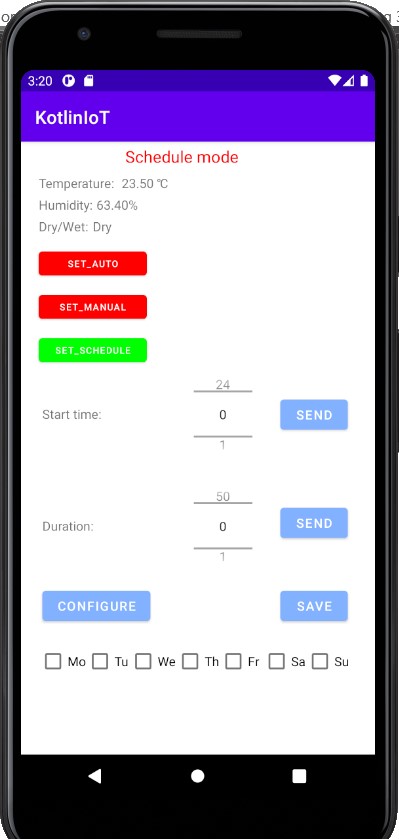 3:20
KotlinIoT
Schedule mode
Temperature: 23.50 °C
Humidity: 63.40%
Dry/Wet: Dry
SET_AUTO
SET_MANUAL
SET_SCHEDULE
24
Start time: 0 SEND
1
50
Duration: 0 SEND
1
CONFIGURE SAVE
Mo Tu We Th Fr Sa Su